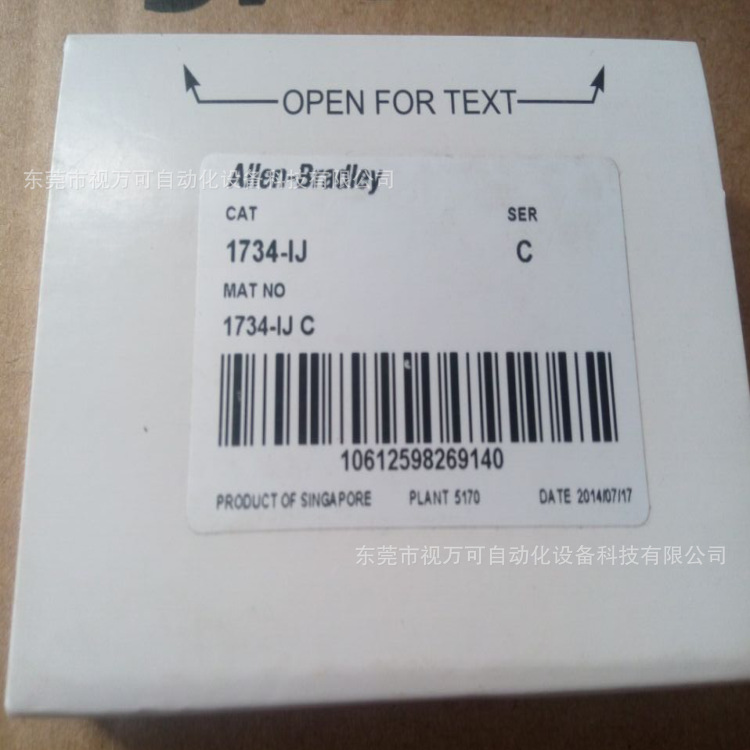 OPEN FOR TEXT
Allen-Bradley
东莞市视万可自动化设备科技有限公司
CAT
SER
1734-IJ
C
MAT NO
1734-IJ C
10612598269140
PRODUCT OF SINGAPORE PLANT 5170 DATE 2014/07/17
东莞市视万可自动化设备科技有限公司